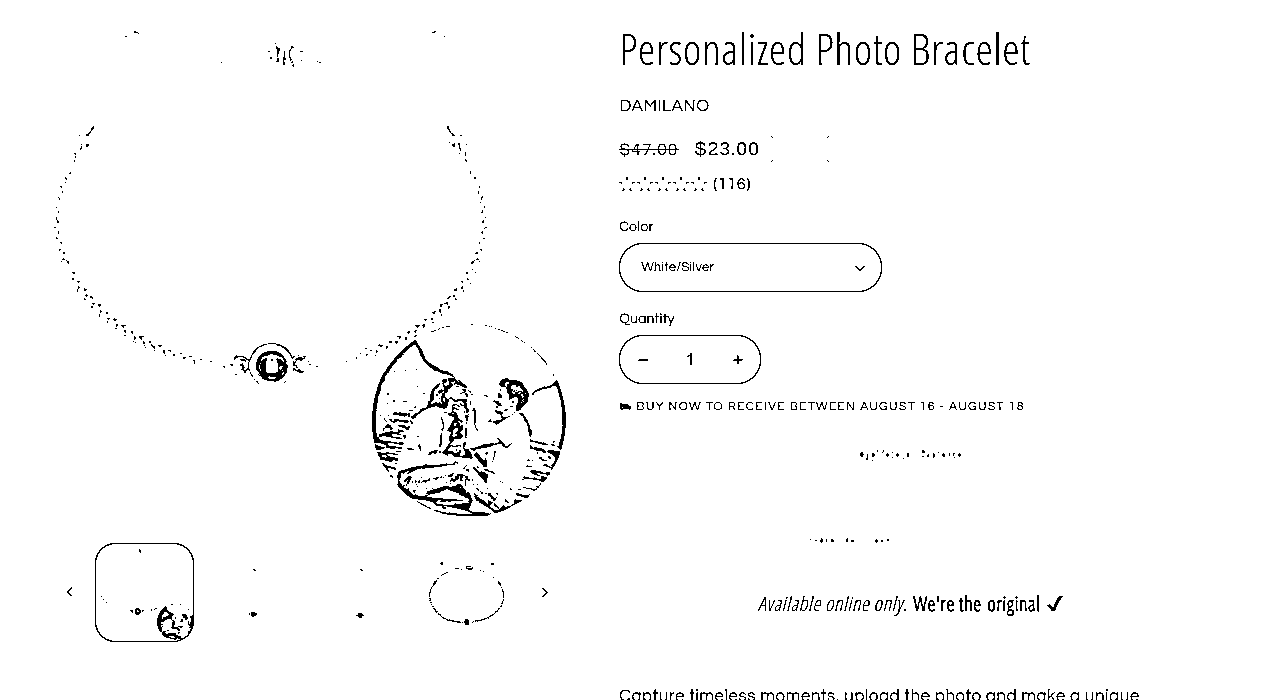 Personalized Photo Bracelet
DAMILANO
$47.00 $23.00
(116)
Color
White/Silver
Quantity
− 1 +
BUY NOW TO RECEIVE BETWEEN AUGUST 16 - AUGUST 18
Available online only. We're the original ✓
Capture timeless moments, upload the photo and make a unique